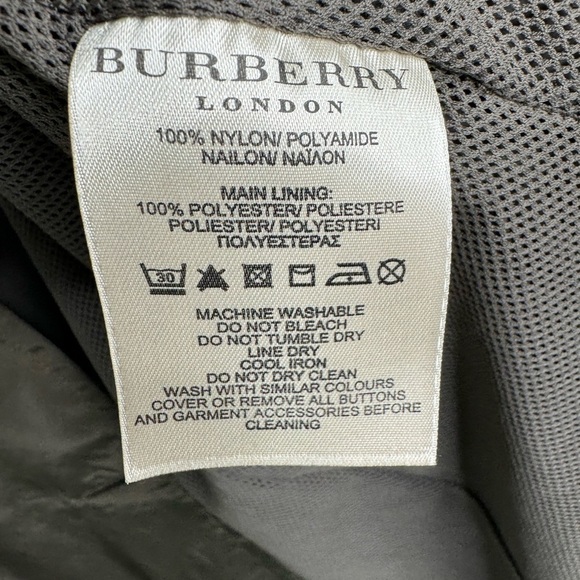 BURBERRY
LONDON
100% NYLON/ POLYAMIDE
NAILON/ ΝΑΪΛΟΝ
MAIN LINING:
100% POLYESTER/ POLIESTERE
POLIESTER/ POLYESTERI
ΠΟΛΥΕΣΤΕΡΑΣ
30
MACHINE WASHABLE
DO NOT BLEACH
DO NOT TUMBLE DRY
LINE DRY
COOL IRON
DO NOT DRY CLEAN
WASH WITH SIMILAR COLOURS
COVER OR REMOVE ALL BUTTONS
AND GARMENT ACCESSORIES BEFORE
CLEANING